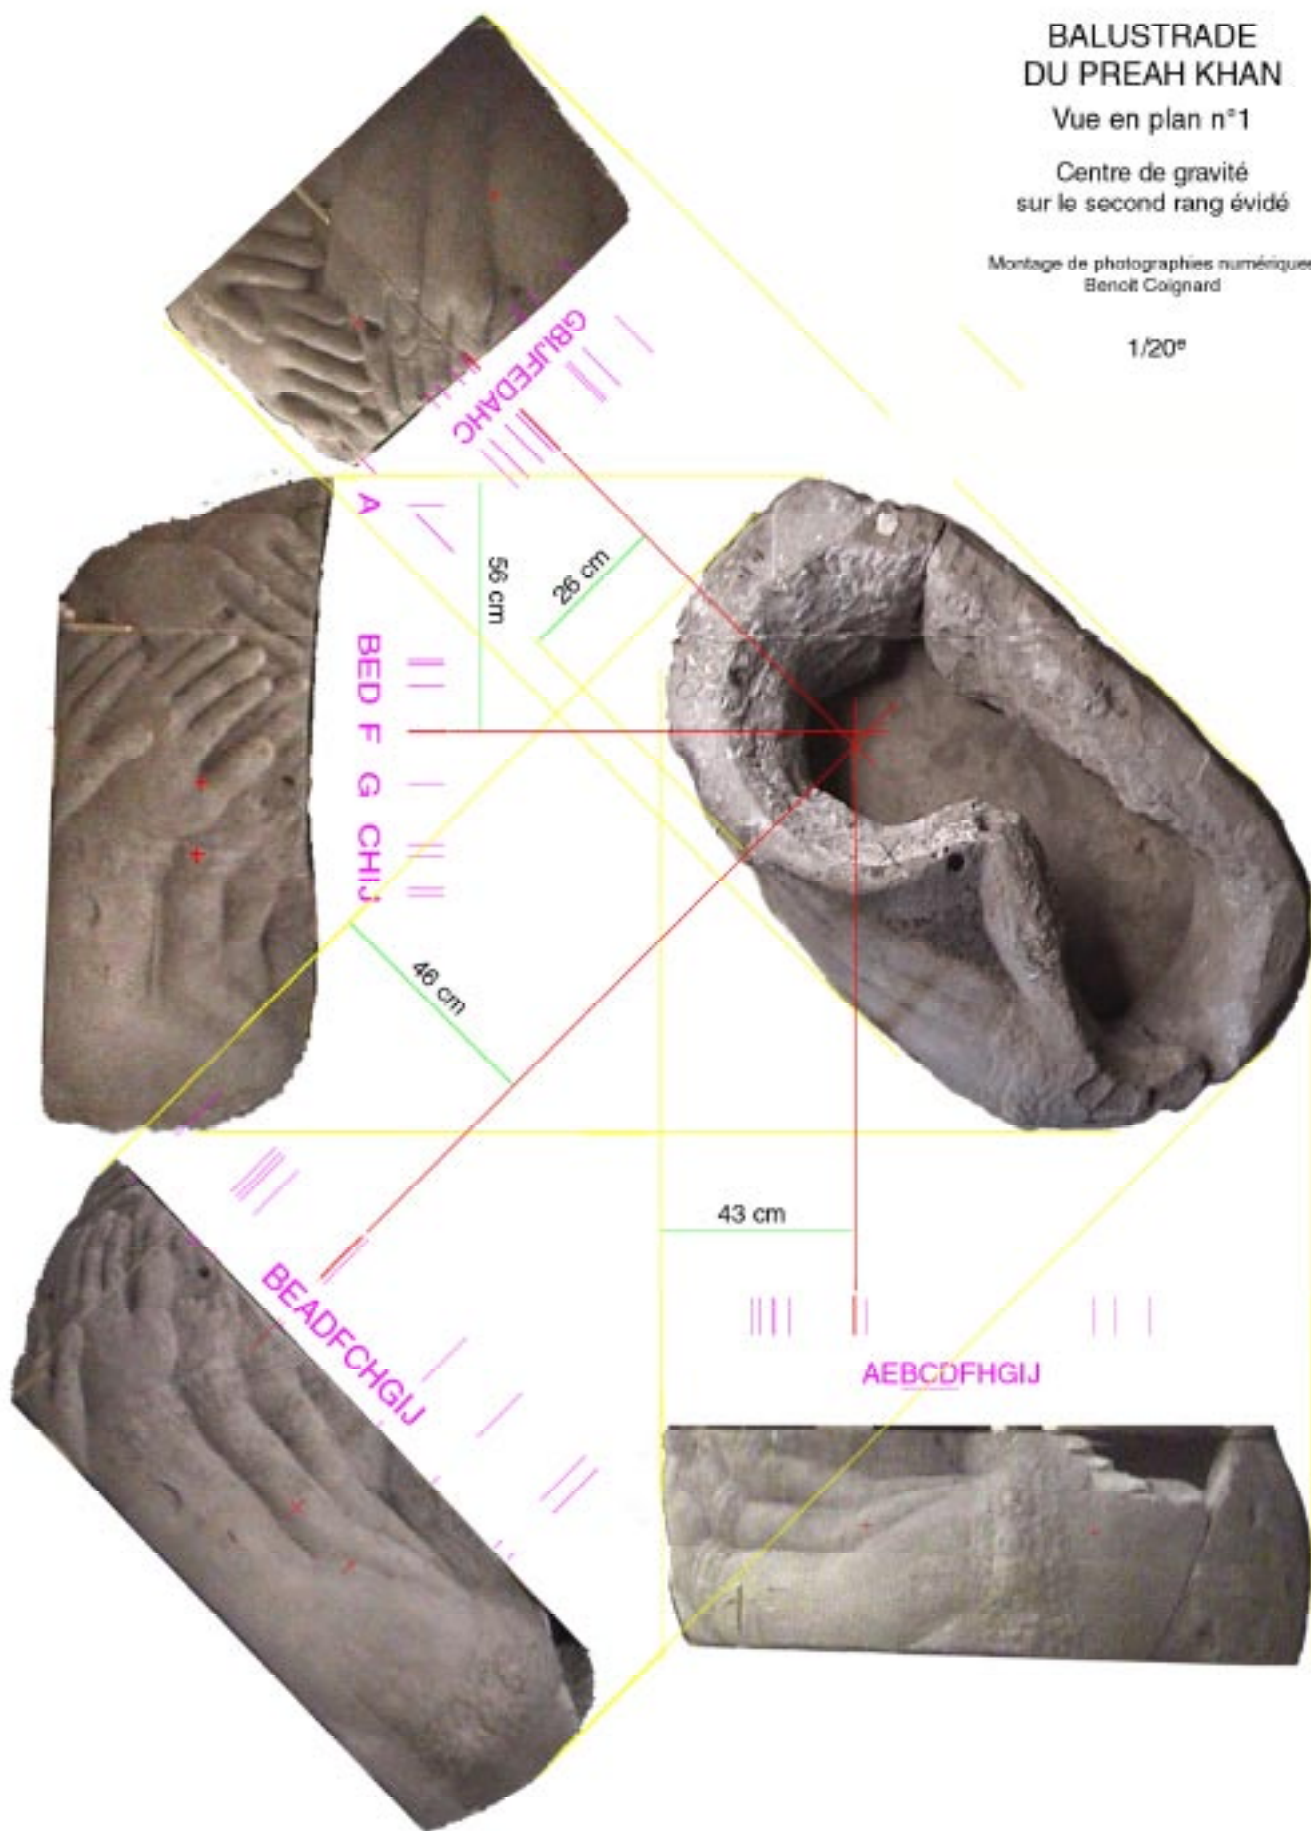 BALUSTRADE
DU PREAH KHAN
Vue en plan n°1
Centre de gravité
sur le second rang évidé
Montage de photographies numériques
Benoit Coignard
1/20e
GBIJFEDAHC
A
56 cm
26 cm
BED
F
G
CHIJ
46 cm
43 cm
BEADFCHGIJ
AEBCDFHGIJ